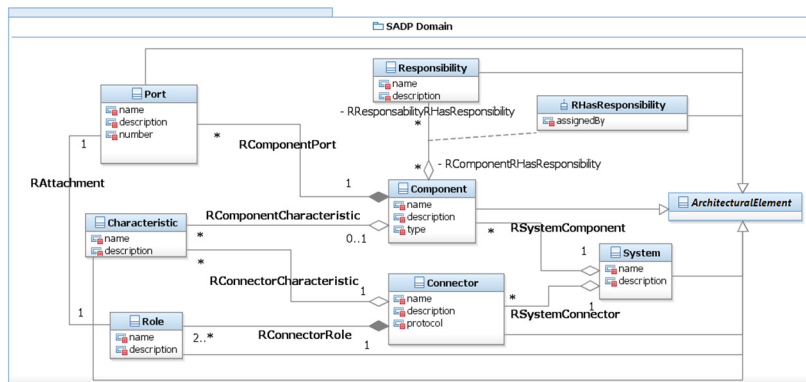 SADP Domain
Responsibility
name
description
- RResponsabilityRHasResponsibility
*
Port
name
description
number
RHasResponsibility
assignedBy
1
*
RComponentPort
RAttachment
*
- RComponentRHasResponsibility
1
Component
name
description
type
ArchitecturalElement
Characteristic
name
description
RComponentCharacteristic
*
0..1
*
RSystemComponent
1
System
name
description
*
RConnectorCharacteristic
1
Connector
name
description
protocol
*
RSystemConnector
1
1
Role
name
description
2..*
RConnectorRole
1